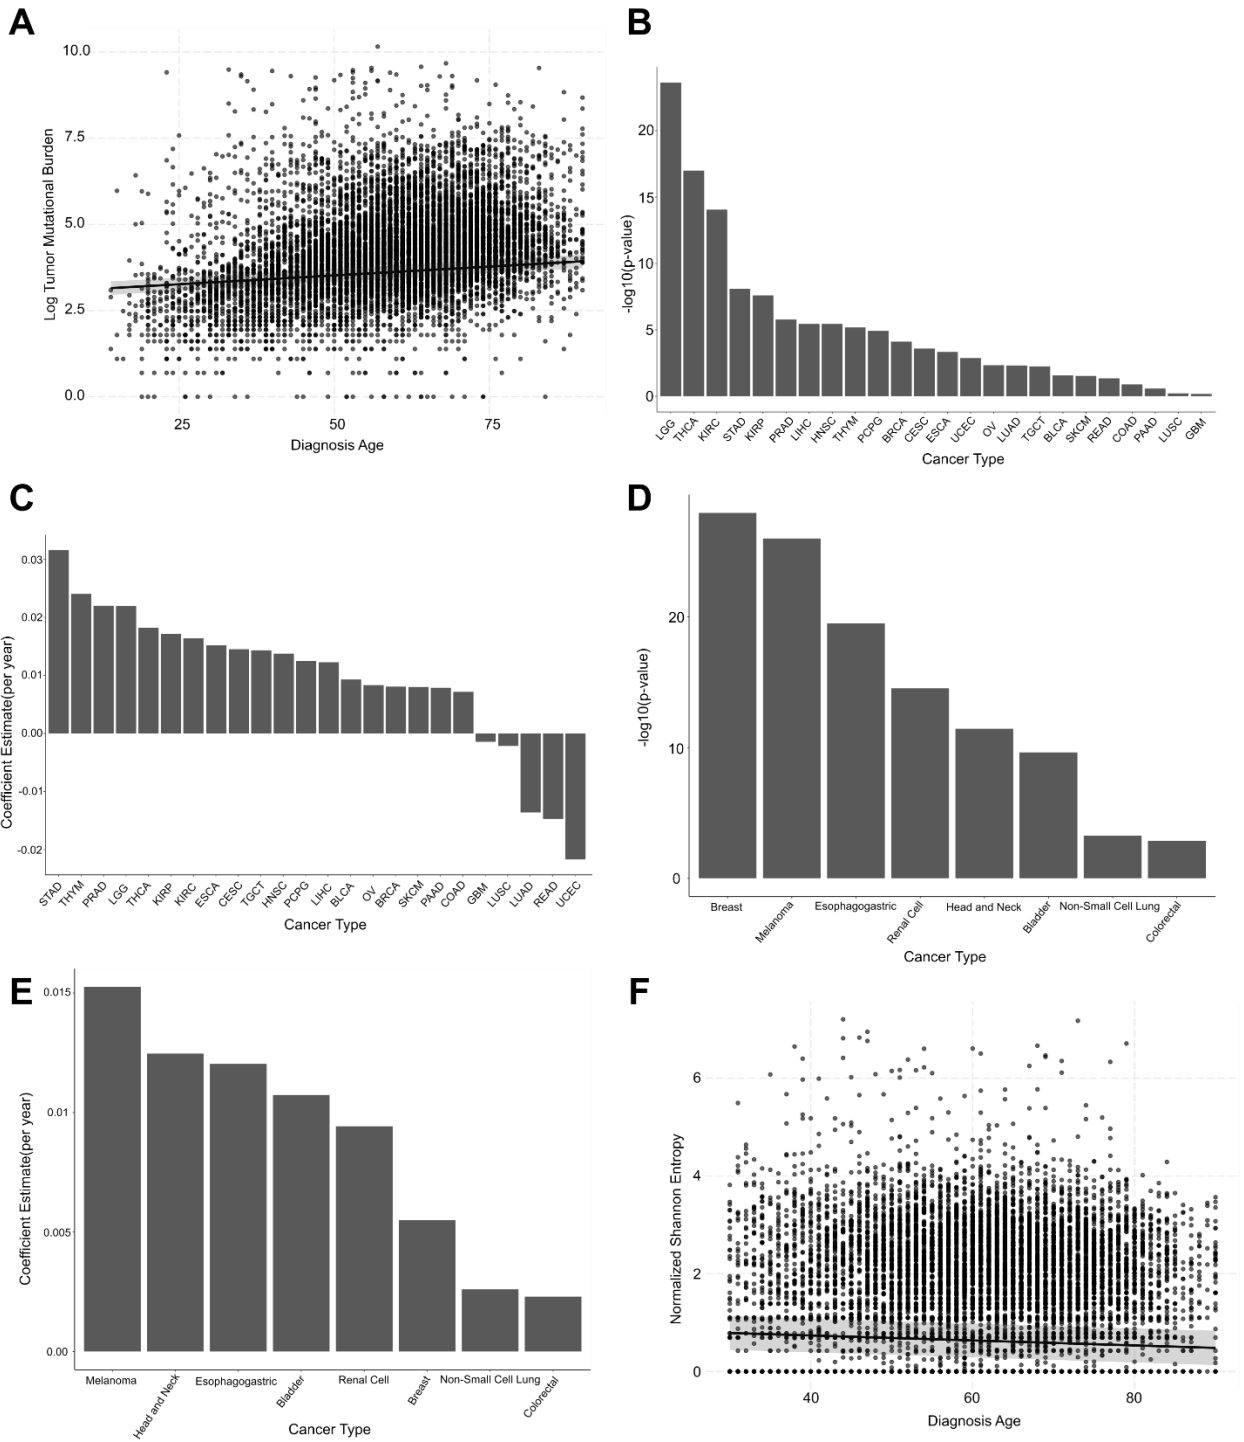 A
10.0
7.5
5.0
2.5
0.0
Log Tumor Mutational Burden
25 50 75
Diagnosis Age
B
20
15
10
5
0
-log10(p-value)
LGG THCA KIRC STAD KIRP PRAD LIHC HNSC THYM PCPG BRCA CESC ESCA UCEC OV LUAD TGCT BLCA SKCM READ COAD PAAD LUSC GBM
Cancer Type
C
0.03
0.02
0.01
0.00
-0.01
-0.02
Coefficient Estimate(per year)
STAD THYM PRAD LGG THCA KIRP KIRC ESCA CESC TGCT HNSC PCPG LIHC BLCA OV BRCA SKCM PAAD COAD GBM LUSC LUAD READ UCEC
Cancer Type
D
20
10
0
-log10(p-value)
Breast Melanoma Esophagogastric Renal Cell Head and Neck Bladder Non-Small Cell Lung Colorectal
Cancer Type
E
0.015
0.01
0.005
0.00
Coefficient Estimate(per year)
Melanoma Head and Neck Esophagogastric Bladder Renal Cell Breast Non-Small Cell Lung Colorectal
Cancer Type
F
6
4
2
0
Normalized Shannon Entropy
40 60 80
Diagnosis Age